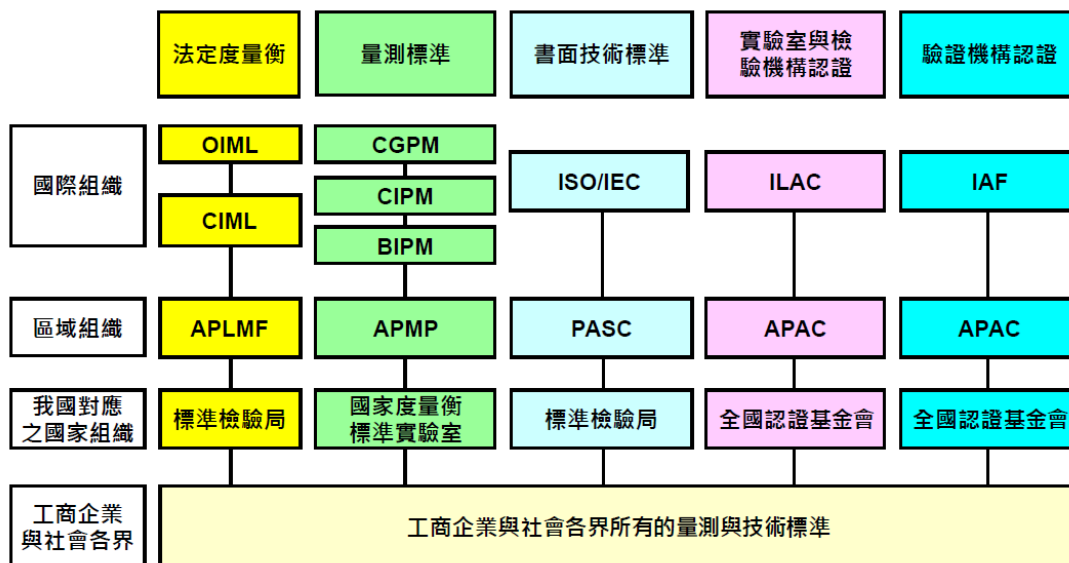 法定度量衡
量測標準
書面技術標準
實驗室與檢
驗機構認證
驗證機構認證
國際組織
OIML
CIML
CGPM
CIPM
BIPM
ISO/IEC
ILAC
IAF
區域組織
APLMF
APMP
PASC
APAC
APAC
我國對應
之國家組織
標準檢驗局
國家度量衡
標準實驗室
標準檢驗局
全國認證基金會
全國認證基金會
工商企業
與社會各界
工商企業與社會各界所有的量測與技術標準